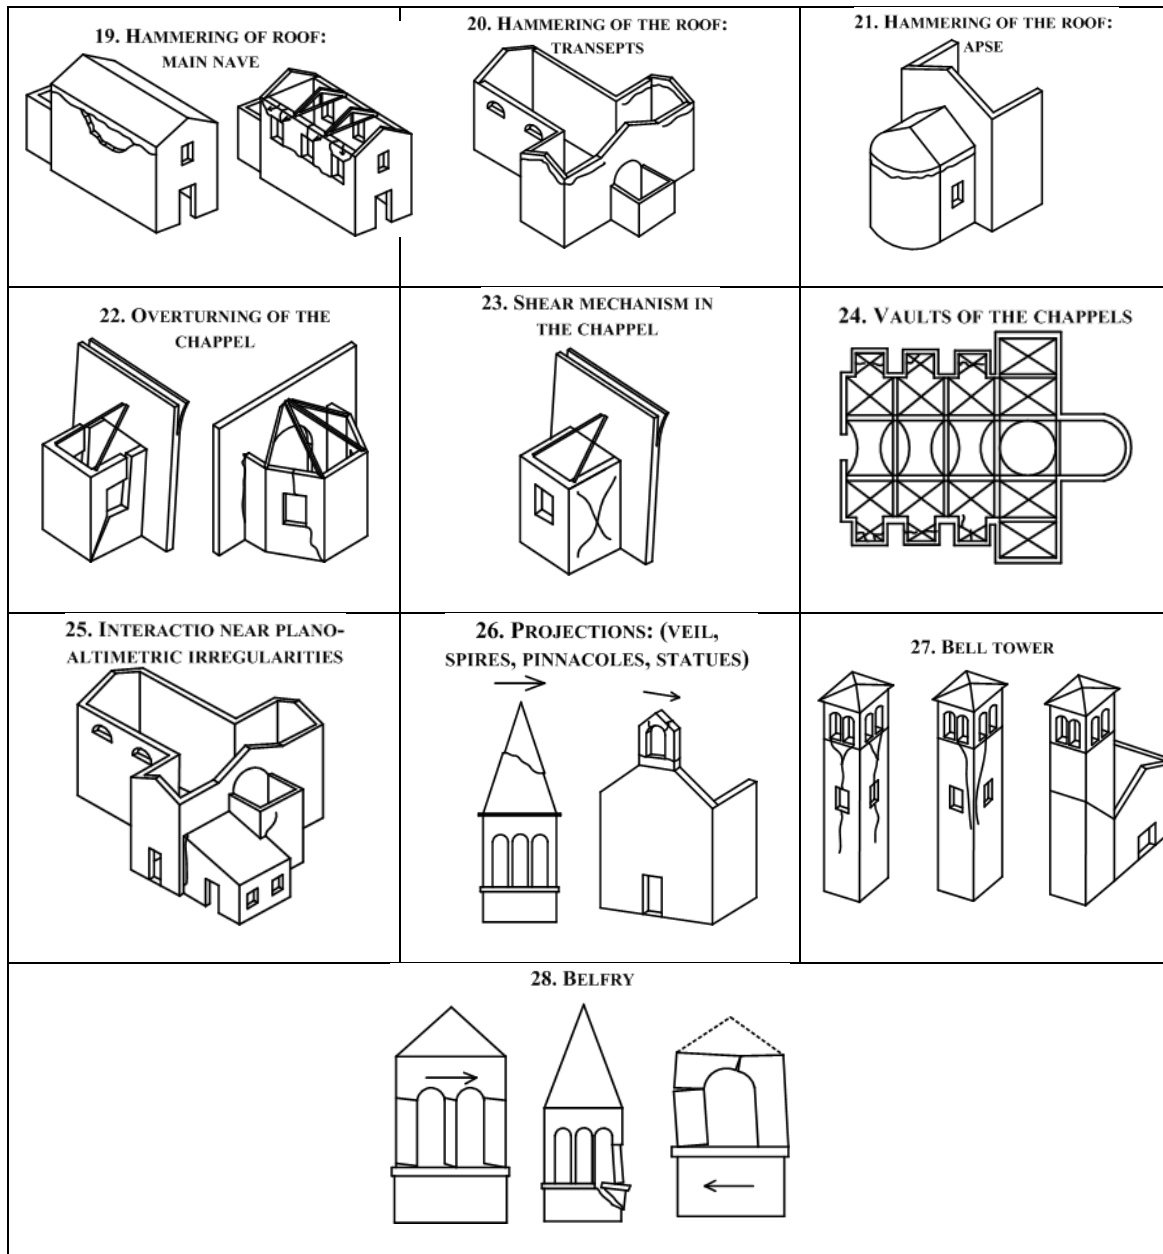 19. HAMMERING OF ROOF:
MAIN NAVE
20. HAMMERING OF THE ROOF:
TRANSEPTS
21. HAMMERING OF THE ROOF:
APSE
22. OVERTURNING OF THE
CHAPPEL
23. SHEAR MECHANISM IN
THE CHAPPEL
24. VAULTS OF THE CHAPPELS
25. INTERACTIO NEAR PLANO-
ALTIMETRIC IRREGULARITIES
26. PROJECTIONS: (VEIL,
SPIRES, PINNACOLES, STATUES)
27. BELL TOWER
28. BELFRY